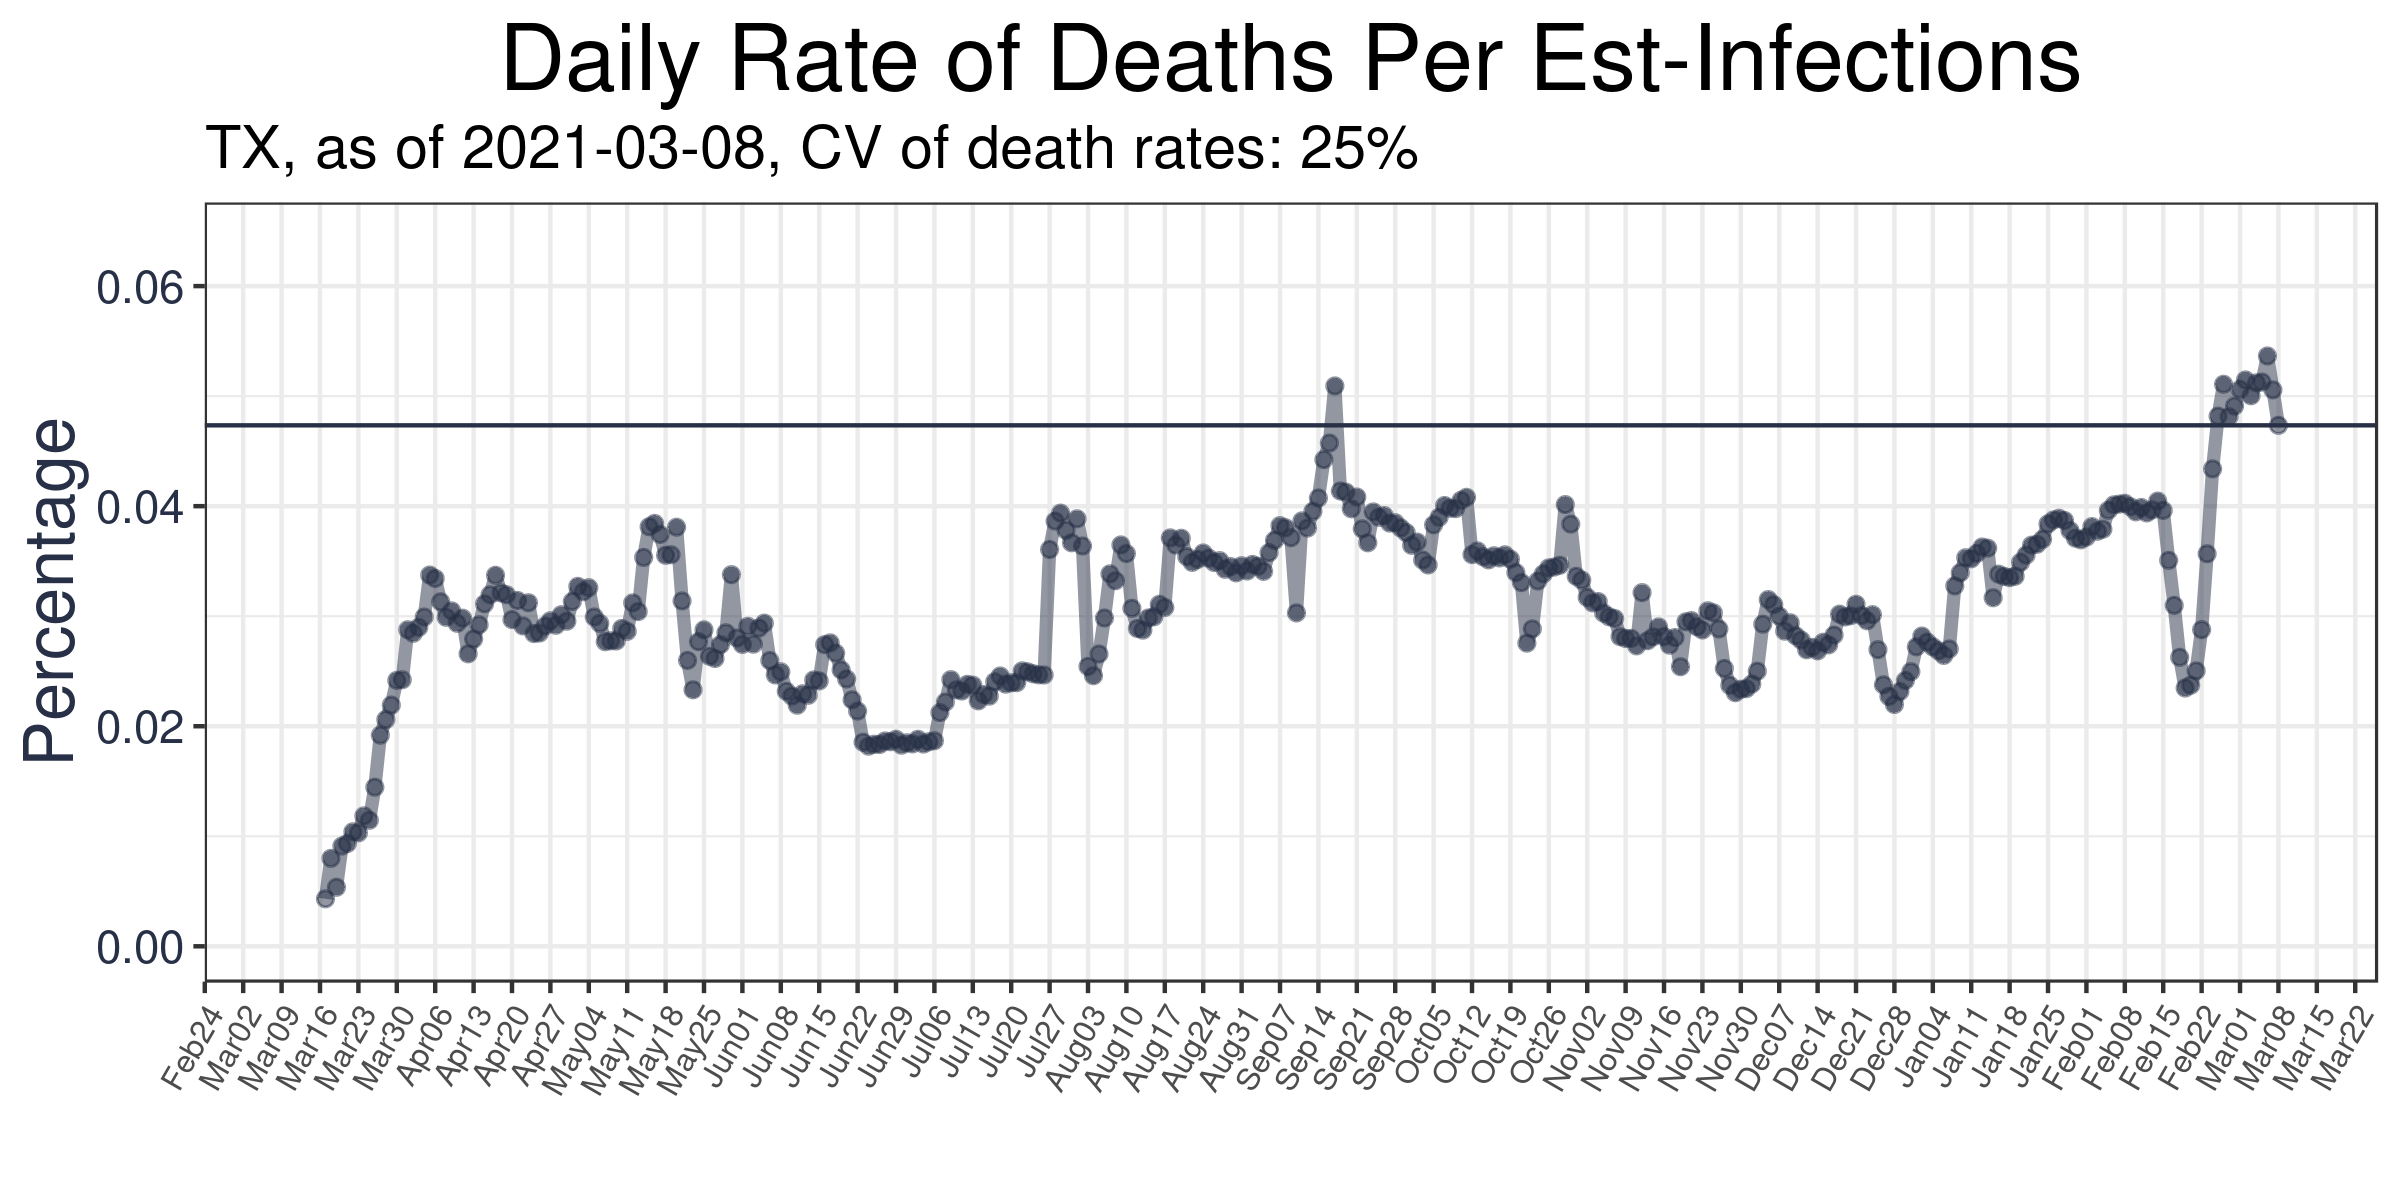 Daily Rate of Deaths Per Est-Infections
TX, as of 2021-03-08, CV of death rates: 25%
Percentage
0.06
0.04
0.02
0.00
Feb24
Mar02
Mar09
Mar16
Mar23
Mar30
Apr06
Apr13
Apr20
Apr27
May04
May11
May18
May25
Jun01
Jun08
Jun15
Jun22
Jun29
Jul06
Jul13
Jul20
Jul27
Aug03
Aug10
Aug17
Aug24
Aug31
Sep07
Sep14
Sep21
Sep28
Oct05
Oct12
Oct19
Oct26
Nov02
Nov09
Nov16
Nov23
Nov30
Dec07
Dec14
Dec21
Dec28
Jan04
Jan11
Jan18
Jan25
Feb01
Feb08
Feb15
Feb22
Mar01
Mar08
Mar15
Mar22